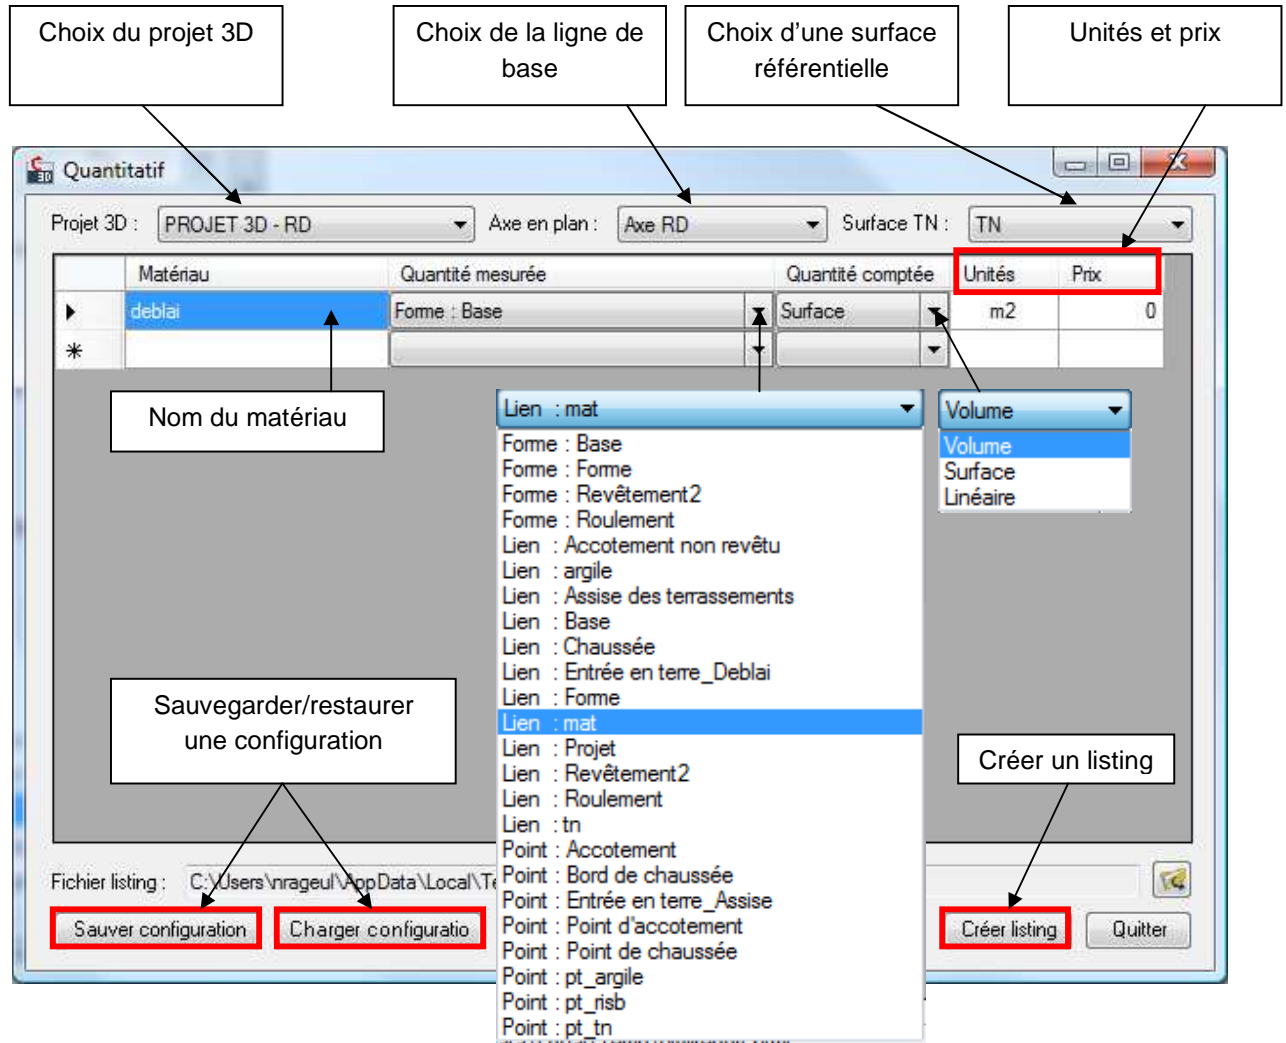 Choix du projet 3D
Choix de la ligne de
base
Choix d'une surface
référentielle
Unités et prix
Quantitatif
Projet 3D : PROJET 3D - RD
Axe en plan : Axe RD
Surface TN : TN
Matériau Quantité mesurée Quantité comptée Unités Prix
deblai Forme : Base Surface m2 0
Nom du matériau
Lien : mat
Forme : Base
Forme : Forme
Forme : Revêtement2
Forme : Roulement
Lien : Accotement non revêtu
Lien : argile
Lien : Assise des terrassements
Lien : Base
Lien : Chaussée
Lien : Entrée en terre_Deblai
Lien : Forme
Lien : mat
Lien : Projet
Lien : Revêtement2
Lien : Roulement
Lien : tn
Point : Accotement
Point : Bord de chaussée
Point : Entrée en terre_Assise
Point : Point d'accotement
Point : Point de chaussée
Point : pt_argile
Point : pt_risb
Point : pt_tn
Volume
Volume
Surface
Linéaire
Sauvegarder/restaurer
une configuration
Créer un listing
Fichier listing : C:\Users\nrageul\AppData\Local\Te
Sauver configuration Charger configuratio Créer listing Quitter